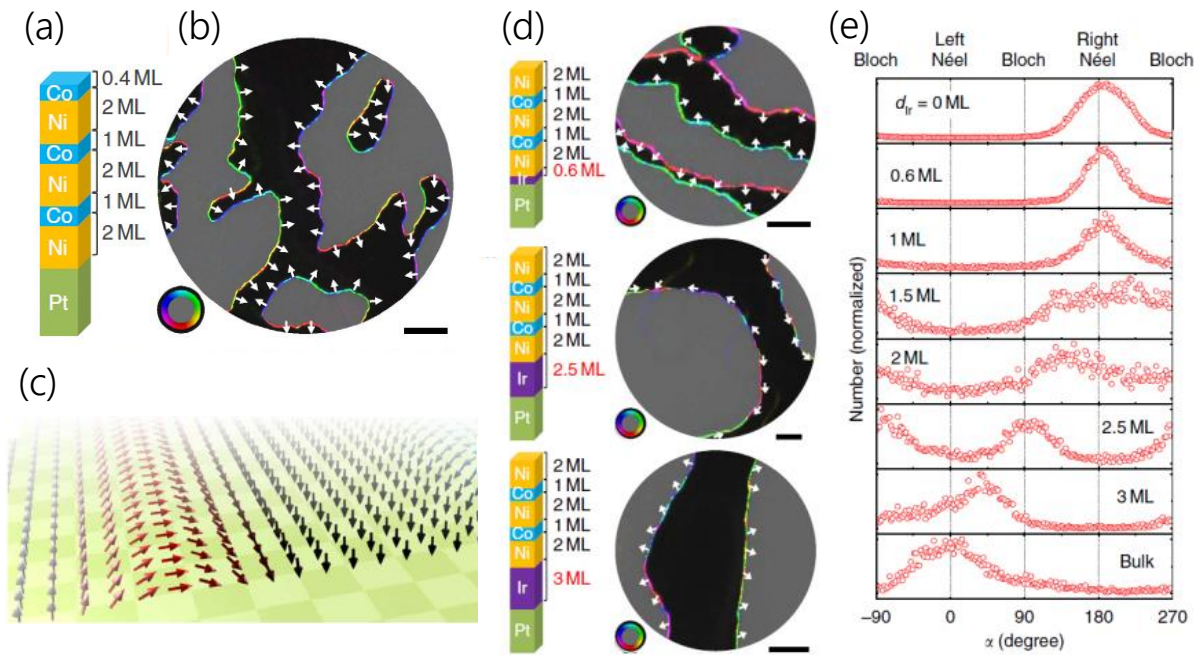 (a)
Co
Ni
Co
Ni
Co
Ni
Pt
0.4 ML
2 ML
1 ML
2 ML
1 ML
2 ML
(b)
(c)
(d)
Ni
Co
Ni
Co
Ni
Ir
Pt
2 ML
1 ML
2 ML
1 ML
2 ML
0.6 ML
Ni
Co
Ni
Co
Ni
Ir
Pt
2 ML
1 ML
2 ML
1 ML
2 ML
2.5 ML
Ni
Co
Ni
Co
Ni
Ir
Pt
2 ML
1 ML
2 ML
1 ML
2 ML
3 ML
(e)
Left Right
Bloch Néel Bloch Néel Bloch
dIr = 0 ML
0.6 ML
1 ML
1.5 ML
2 ML
2.5 ML
3 ML
Bulk
Number (normalized)
–90 0 90 180 270
α (degree)